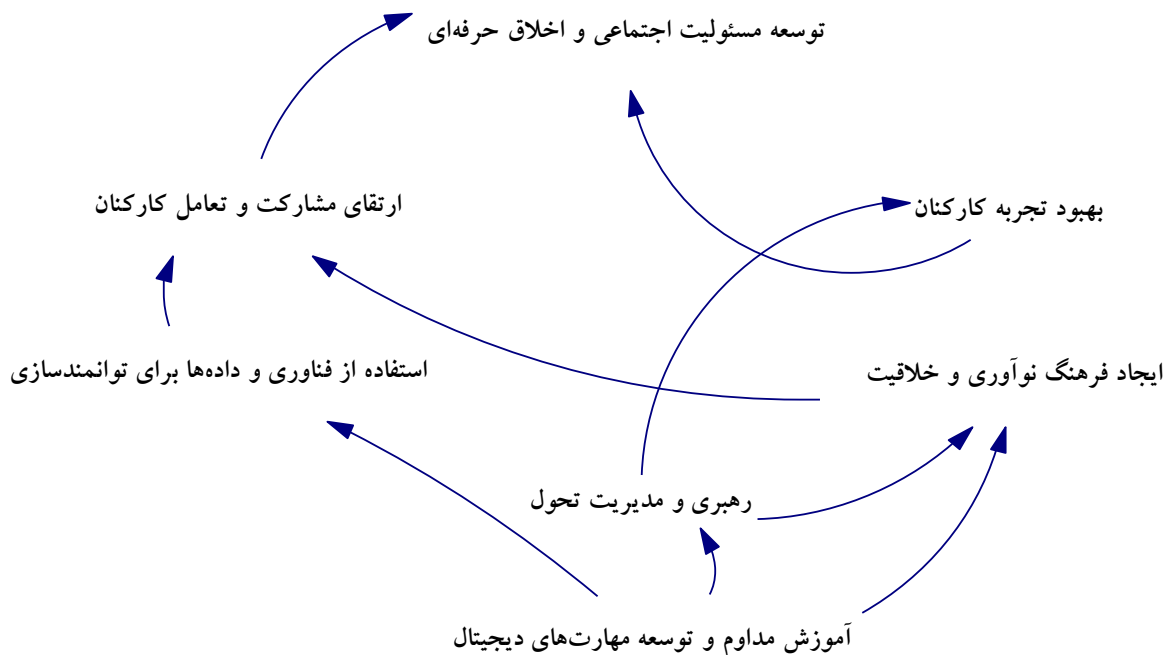 توسعه مسئولیت اجتماعی و اخلاق حرفه‌ای
بهبود تجربه کارکنان
ارتقای مشارکت و تعامل کارکنان
ایجاد فرهنگ نوآوری و خلاقیت
استفاده از فناوری و داده‌ها برای توانمندسازی
رهبری و مدیریت تحول
آموزش مداوم و توسعه مهارت‌های دیجیتال